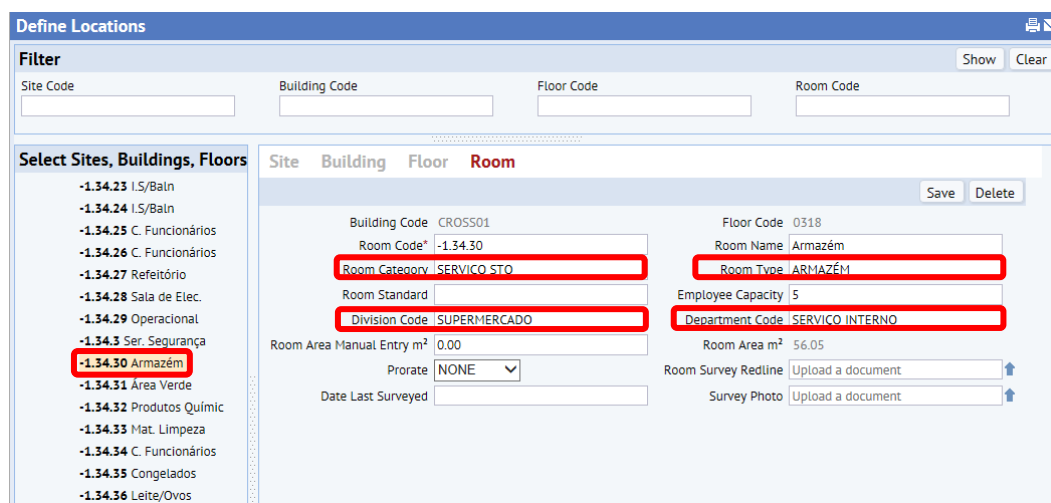 Define Locations
Filter
Show Clear
Site Code Building Code Floor Code Room Code
Select Sites, Buildings, Floors
-1.34.23 I.S/Baln
-1.34.24 I.S/Baln
-1.34.25 C. Funcionários
-1.34.26 C. Funcionários
-1.34.27 Refeitório
-1.34.28 Sala de Elec.
-1.34.29 Operacional
-1.34.3 Ser. Segurança
-1.34.30 Armazém
-1.34.31 Área Verde
-1.34.32 Produtos Químic
-1.34.33 Mat. Limpeza
-1.34.34 C. Funcionários
-1.34.35 Congelados
-1.34.36 Leite/Ovos
Site Building Floor Room
Save Delete
Building Code CROSS01 Floor Code 0318
Room Code* -1.34.30 Room Name Armazém
Room Category SERVIÇO STO Room Type ARMAZÉM
Room Standard Employee Capacity 5
Division Code SUPERMERCADO Department Code SERVIÇO INTERNO
Room Area Manual Entry m² 0.00 Room Area m² 56.05
Prorate NONE Room Survey Redline Upload a document
Date Last Surveyed Survey Photo Upload a document